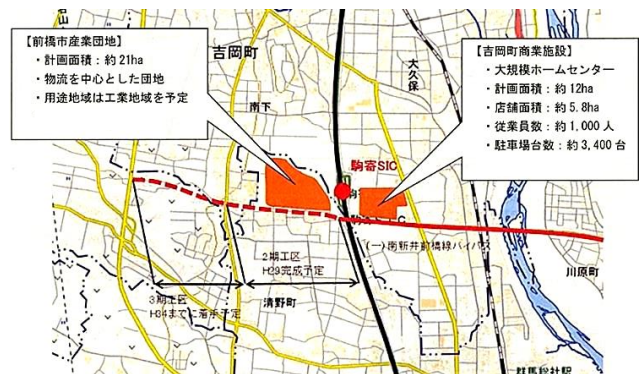 【前橋市産業団地】
・計画面積：約21ha
・物流を中心とした団地
・用途地域は工業地域を予定
吉岡町
南下
大久保
【吉岡町商業施設】
・大規模ホームセンター
・計画面積：約12ha
・店舗面積：約5.8ha
・従業員数：約1,000人
・駐車場台数：約3,400台
駒寄SIC
(一)南新井前橋線バイパス
2期工区
H29完成予定
3期工区
H34までに着手予定
清野町
川原町
群馬総社駅